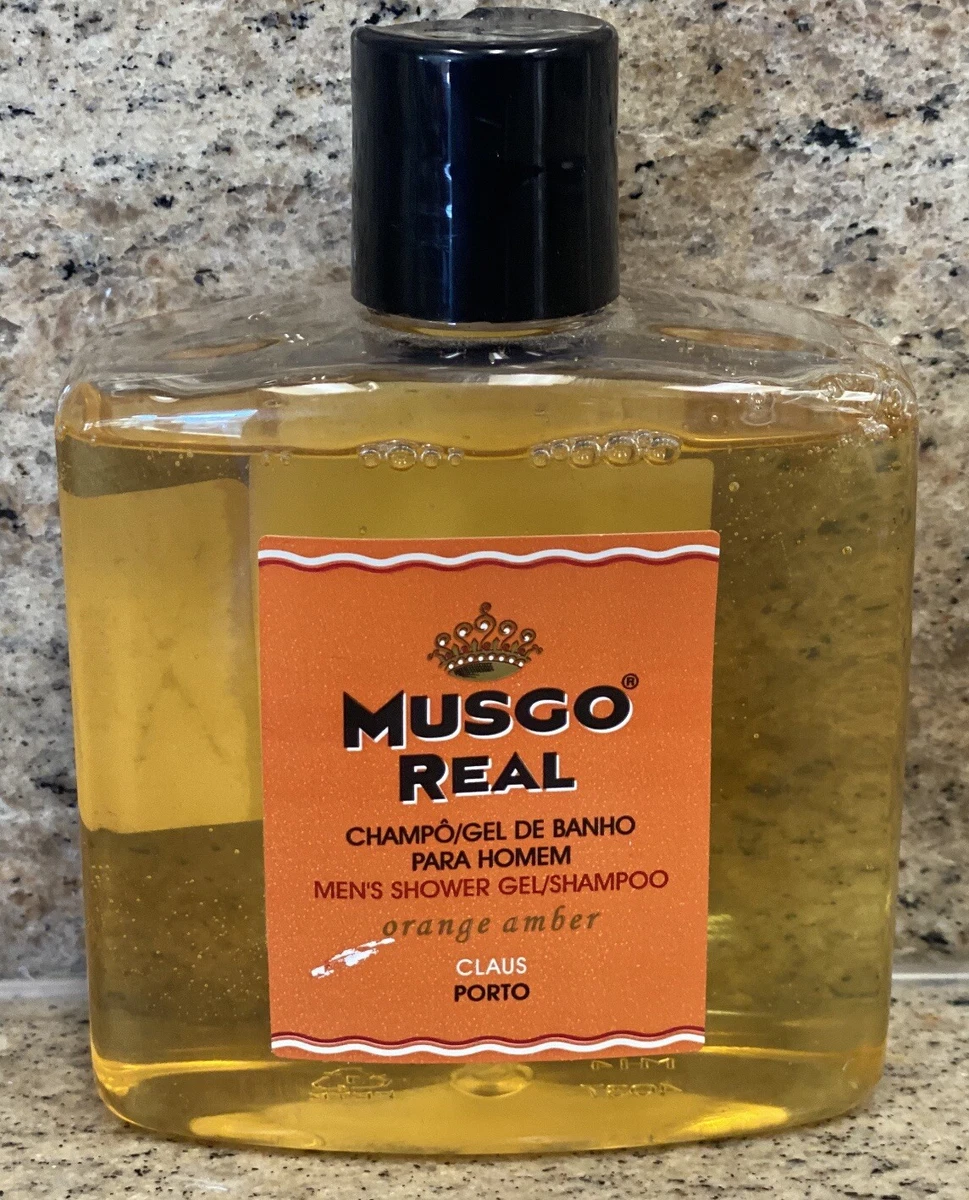 MUSGO®
REAL
CHAMPÔ/GEL DE BANHO
PARA HOMEM
MEN'S SHOWER GEL/SHAMPOO
orange amber
CLAUS
PORTO